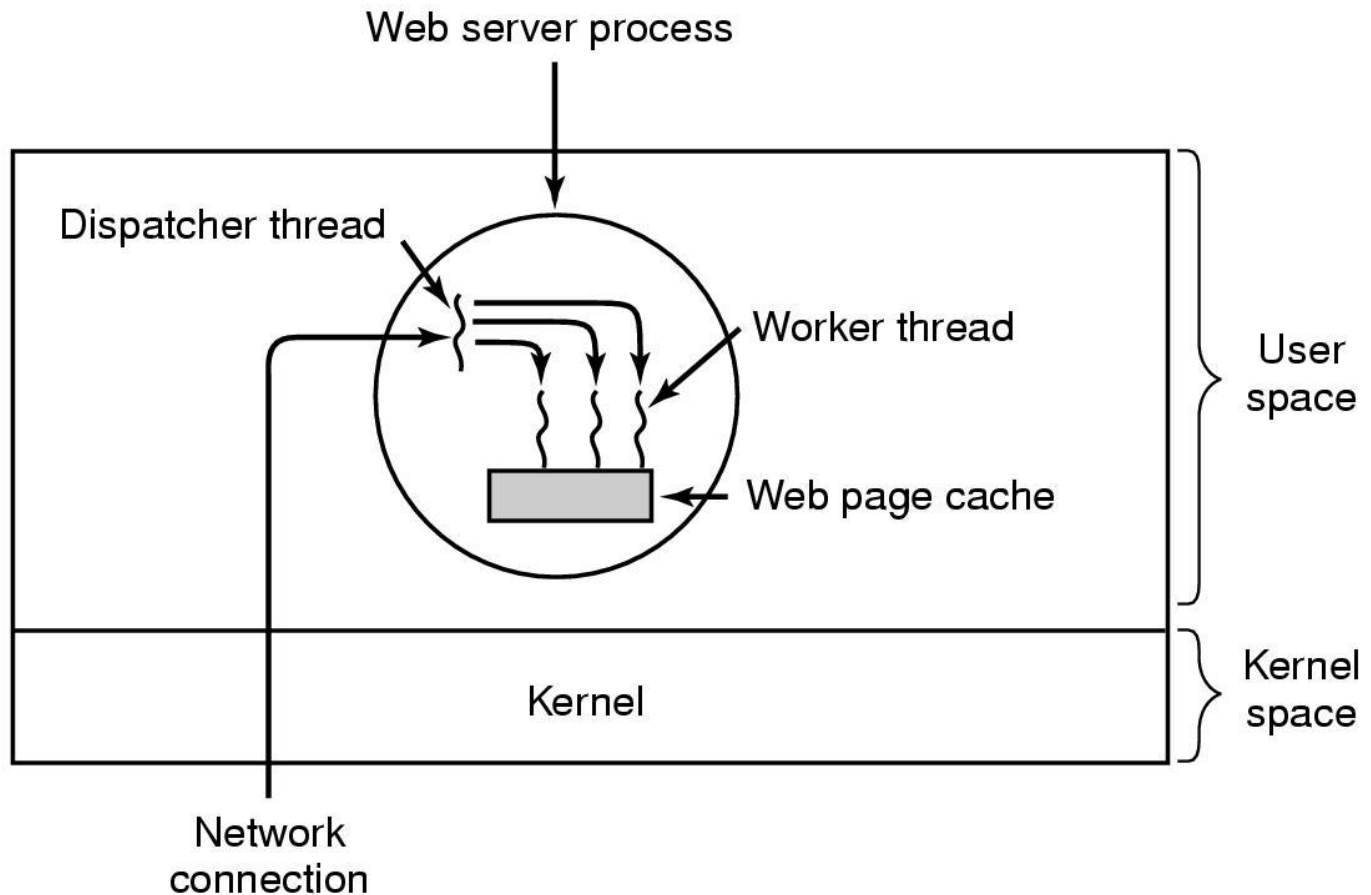 Web server process
Dispatcher thread
Worker thread
User
space
Web page cache
Kernel
Kernel
space
Network
connection